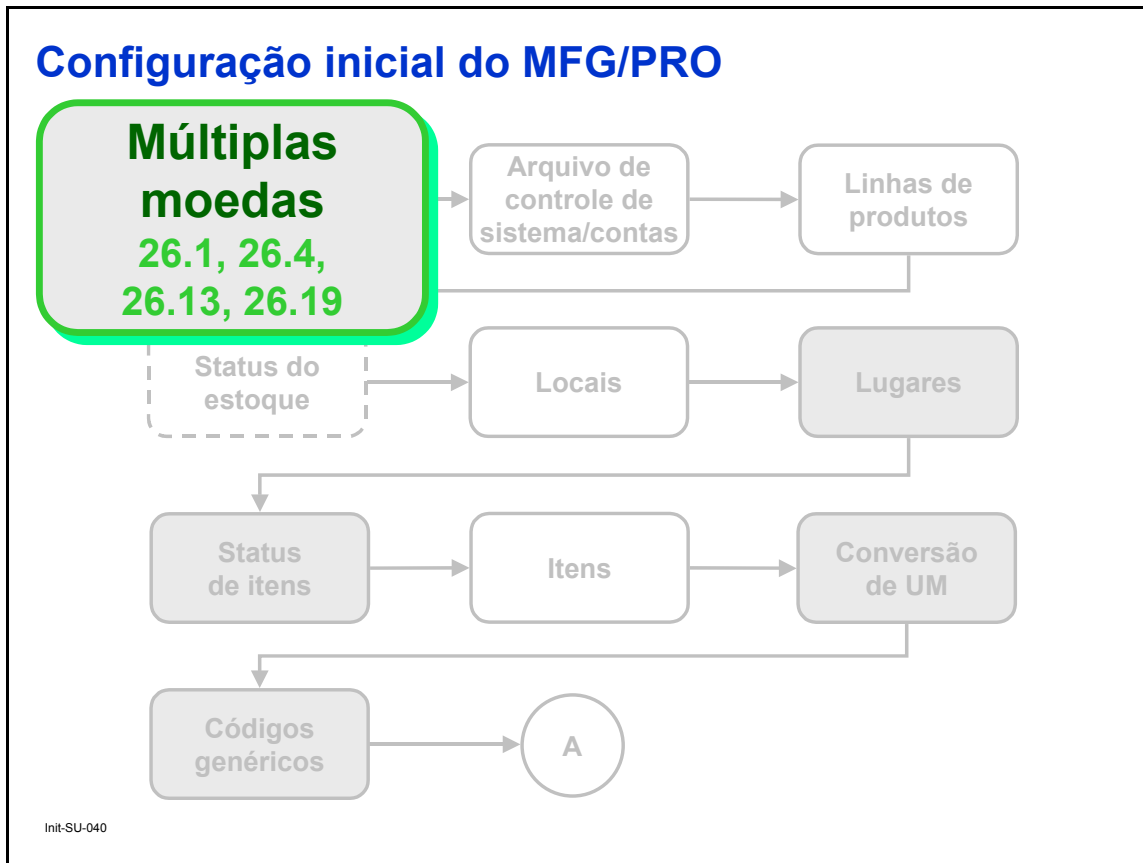 Configuração inicial do MFG/PRO
Múltiplas
moedas
26.1, 26.4,
26.13, 26.19
Arquivo de
controle de
sistema/contas
Linhas de
produtos
Status do
estoque
Locais
Lugares
Status
de itens
Itens
Conversão
de UM
Códigos
genéricos
A
Init-SU-040